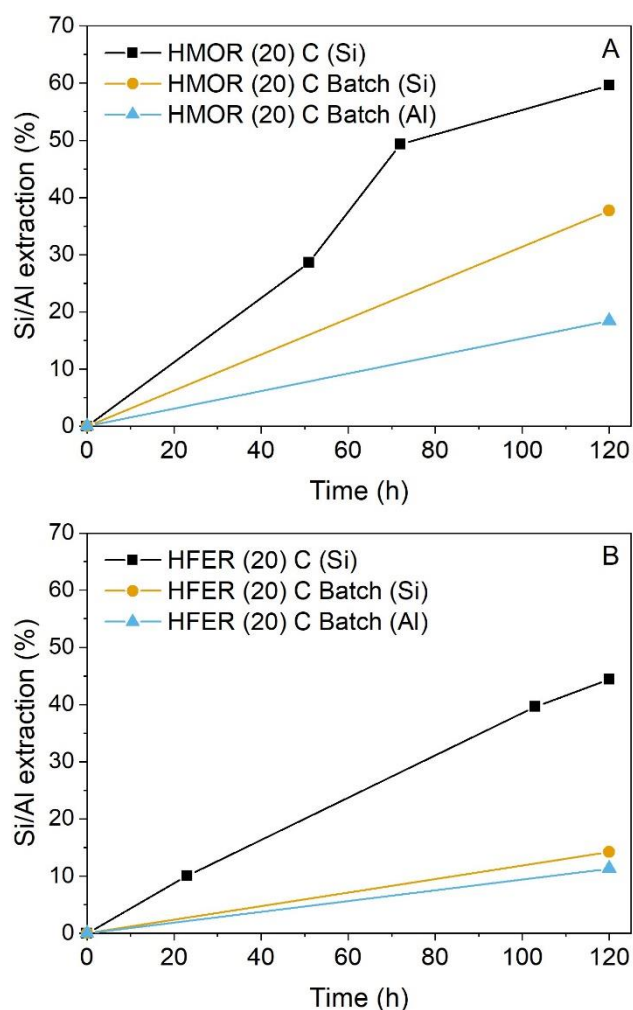 70
60
50
40
30
20
10
0
Si/Al extraction (%)
HMOR (20) C (Si)
HMOR (20) C Batch (Si)
HMOR (20) C Batch (Al)
A
0 20 40 60 80 100 120
Time (h)
70
60
50
40
30
20
10
0
Si/Al extraction (%)
HFER (20) C (Si)
HFER (20) C Batch (Si)
HFER (20) C Batch (Al)
B
0 20 40 60 80 100 120
Time (h)